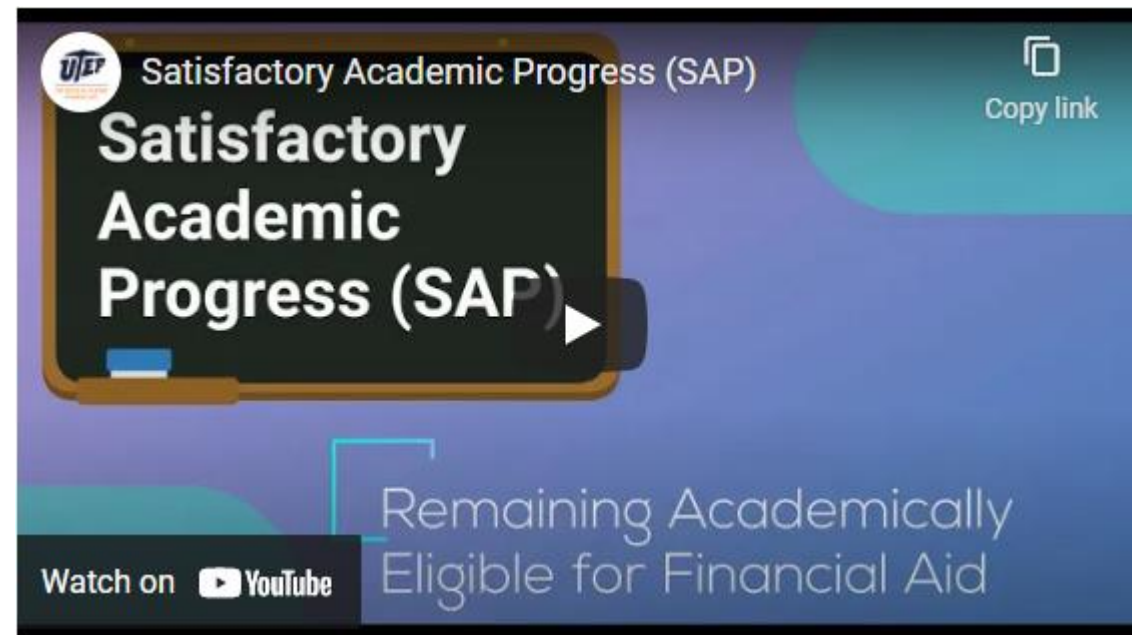 UTEP
Satisfactory Academic Progress (SAP)
Copy link
Satisfactory
Academic
Progress (SAP)
Remaining Academically
Eligible for Financial Aid
Watch on YouTube